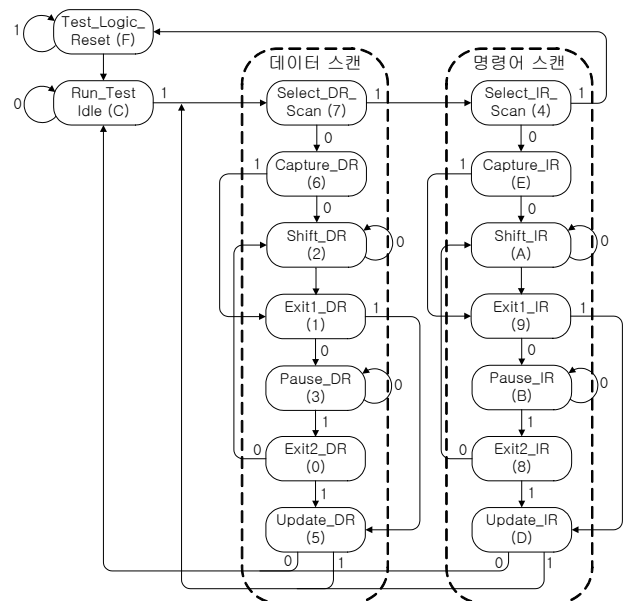 1
Test_Logic_
Reset (F)
데이터 스캔
명령어 스캔
0
Run_Test
Idle (C)
1
Select_DR_
Scan (7)
1
Select_IR_
Scan (4)
1
0
0
1
Capture_DR
(6)
1
Capture_IR
(E)
0
0
Shift_DR
(2)
0
Shift_IR
(A)
0
Exit1_DR
(1)
1
Exit1_IR
(9)
1
0
0
Pause_DR
(3)
0
Pause_IR
(B)
0
1
1
0
Exit2_DR
(0)
0
Exit2_IR
(8)
1
1
Update_DR
(5)
Update_IR
(D)
0
1
0
1